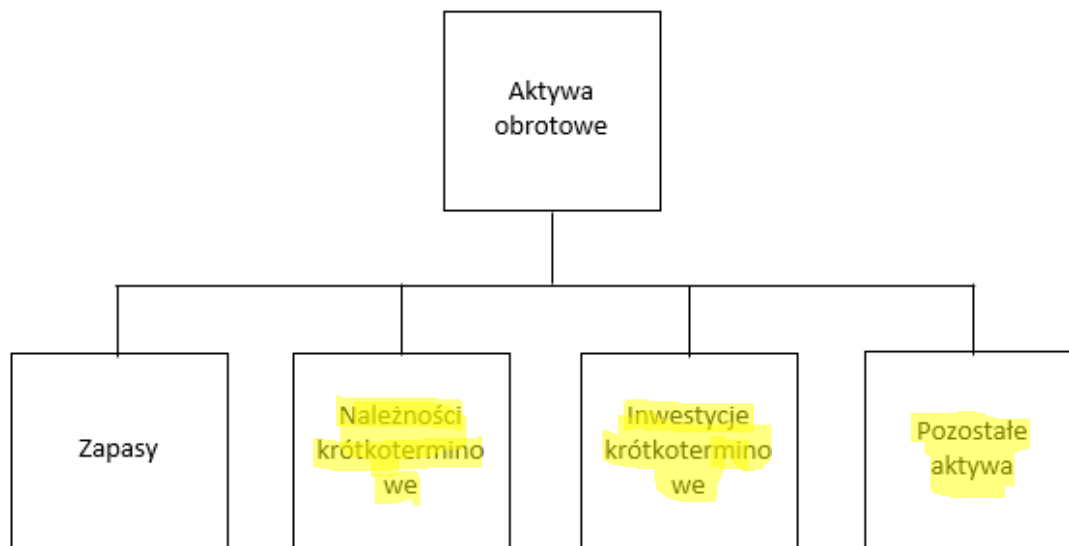 Aktywa
obrotowe
Zapasy
Należności
krótkotermino
we
Inwestycje
krótkotermino
we
Pozostałe
aktywa